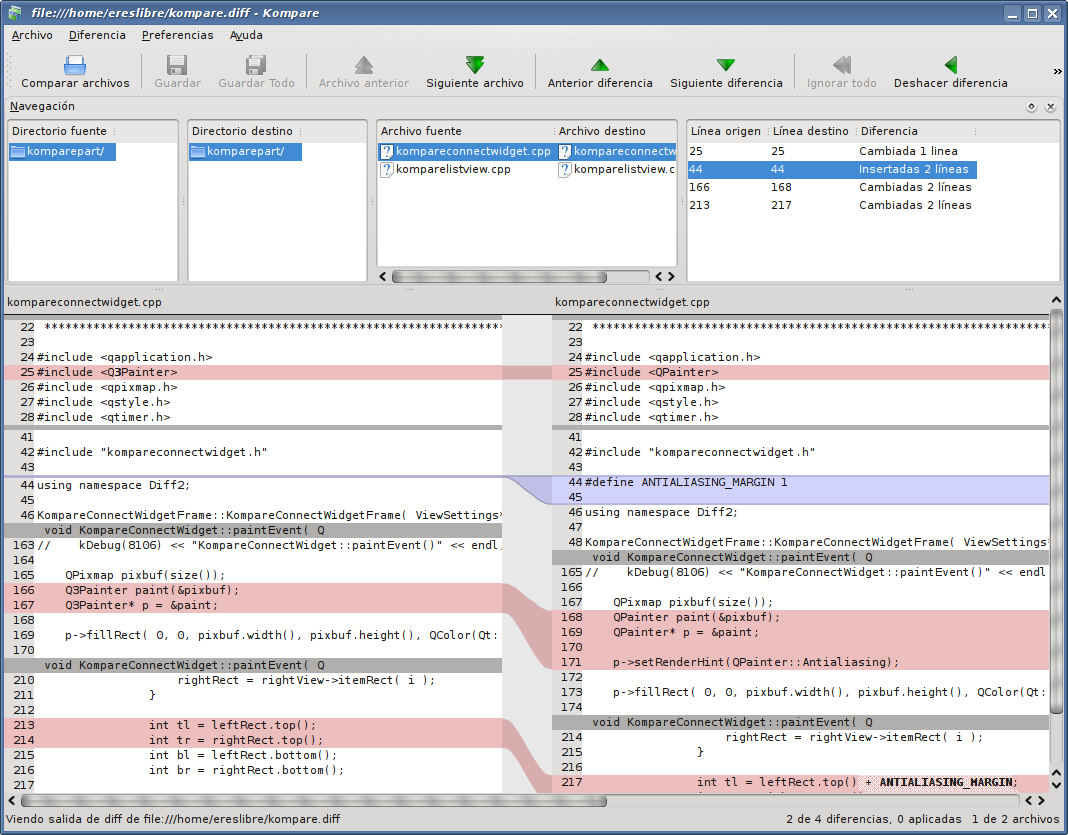 file:///home/ereslibre/kompare.diff - Kompare
Archivo Diferencia Preferencias Ayuda
Comparar archivos Guardar Guardar Todo Archivo anterior Siguiente archivo Anterior diferencia Siguiente diferencia Ignorar todo Deshacer diferencia »
Navegación
Directorio fuente
komparepart/
Directorio destino
komparepart/
Archivo fuente Archivo destino
kompareconnectwidget.cpp kompareconnectw
komparelistview.cpp komparelistview.c
Línea origen Línea destino Diferencia
25 25 Cambiada 1 linea
44 44 Insertadas 2 líneas
166 168 Cambiadas 2 líneas
213 217 Cambiadas 2 líneas
kompareconnectwidget.cpp
22 ******************************************************************
23
24 #include <qapplication.h>
25 #include <Q3Painter>
26 #include <qpixmap.h>
27 #include <qstyle.h>
28 #include <qtimer.h>
41
42 #include "kompareconnectwidget.h"
43
44 using namespace Diff2;
45
46 KompareConnectWidgetFrame::KompareConnectWidgetFrame( ViewSettings*
void KompareConnectWidget::paintEvent( Q
163 //    kDebug(8106) << "KompareConnectWidget::paintEvent()" << endl
164
165     QPixmap pixbuf(size());
166     Q3Painter paint(&pixbuf);
167     Q3Painter* p = &paint;
168
169     p->fillRect( 0, 0, pixbuf.width(), pixbuf.height(), QColor(Qt::
170
void KompareConnectWidget::paintEvent( Q
210                     rightRect = rightView->itemRect( i );
211                 }
212
213                 int tl = leftRect.top();
214                 int tr = rightRect.top();
215                 int bl = leftRect.bottom();
216                 int br = rightRect.bottom();
217
kompareconnectwidget.cpp
22 *****************************************************************
23
24 #include <qapplication.h>
25 #include <QPainter>
26 #include <qpixmap.h>
27 #include <qstyle.h>
28 #include <qtimer.h>
41
42 #include "kompareconnectwidget.h"
43
44 #define ANTIALIASING_MARGIN 1
45
46 using namespace Diff2;
47
48 KompareConnectWidgetFrame::KompareConnectWidgetFrame( ViewSettings*
void KompareConnectWidget::paintEvent( Q
165 //    kDebug(8106) << "KompareConnectWidget::paintEvent()" << endl
166
167     QPixmap pixbuf(size());
168     QPainter paint(&pixbuf);
169     QPainter* p = &paint;
170
171     p->setRenderHint(QPainter::Antialiasing);
172
173     p->fillRect( 0, 0, pixbuf.width(), pixbuf.height(), QColor(Qt:
174
void KompareConnectWidget::paintEvent( Q
214                     rightRect = rightView->itemRect( i );
215                 }
216
217                 int tl = leftRect.top() + ANTIALIASING_MARGIN;
Viendo salida de diff de file:///home/ereslibre/kompare.diff 2 de 4 diferencias, 0 aplicadas 1 de 2 archivos